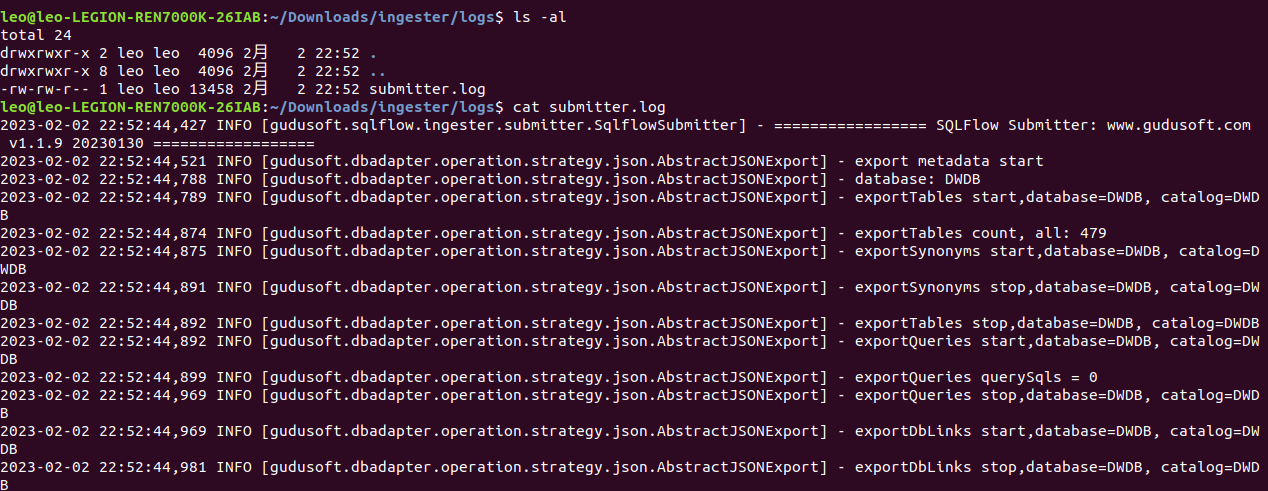 leo@leo-LEGION-REN7000K-26IAB:~/Downloads/ingester/logs$ ls -al
total 24
drwxrwxr-x 2 leo leo  4096 2月   2 22:52 .
drwxrwxr-x 8 leo leo  4096 2月   2 22:52 ..
-rw-rw-r-- 1 leo leo 13458 2月   2 22:52 submitter.log
leo@leo-LEGION-REN7000K-26IAB:~/Downloads/ingester/logs$ cat submitter.log
2023-02-02 22:52:44,427 INFO [gudusoft.sqlflow.ingester.submitter.SqlflowSubmitter] - ================= SQLFlow Submitter: www.gudusoft.com
 v1.1.9 20230130 ==================
2023-02-02 22:52:44,521 INFO [gudusoft.dbadapter.operation.strategy.json.AbstractJSONExport] - export metadata start
2023-02-02 22:52:44,788 INFO [gudusoft.dbadapter.operation.strategy.json.AbstractJSONExport] - database: DWDB
2023-02-02 22:52:44,789 INFO [gudusoft.dbadapter.operation.strategy.json.AbstractJSONExport] - exportTables start,database=DWDB, catalog=DWD
B
2023-02-02 22:52:44,874 INFO [gudusoft.dbadapter.operation.strategy.json.AbstractJSONExport] - exportTables count, all: 479
2023-02-02 22:52:44,875 INFO [gudusoft.dbadapter.operation.strategy.json.AbstractJSONExport] - exportSynonyms start,database=DWDB, catalog=D
WDB
2023-02-02 22:52:44,891 INFO [gudusoft.dbadapter.operation.strategy.json.AbstractJSONExport] - exportSynonyms stop,database=DWDB, catalog=DW
DB
2023-02-02 22:52:44,892 INFO [gudusoft.dbadapter.operation.strategy.json.AbstractJSONExport] - exportTables stop,database=DWDB, catalog=DWDB
2023-02-02 22:52:44,892 INFO [gudusoft.dbadapter.operation.strategy.json.AbstractJSONExport] - exportQueries start,database=DWDB, catalog=DW
DB
2023-02-02 22:52:44,899 INFO [gudusoft.dbadapter.operation.strategy.json.AbstractJSONExport] - exportQueries querySqls = 0
2023-02-02 22:52:44,969 INFO [gudusoft.dbadapter.operation.strategy.json.AbstractJSONExport] - exportQueries stop,database=DWDB, catalog=DWD
B
2023-02-02 22:52:44,969 INFO [gudusoft.dbadapter.operation.strategy.json.AbstractJSONExport] - exportDbLinks start,database=DWDB, catalog=DW
DB
2023-02-02 22:52:44,981 INFO [gudusoft.dbadapter.operation.strategy.json.AbstractJSONExport] - exportDbLinks stop,database=DWDB, catalog=DWD
B